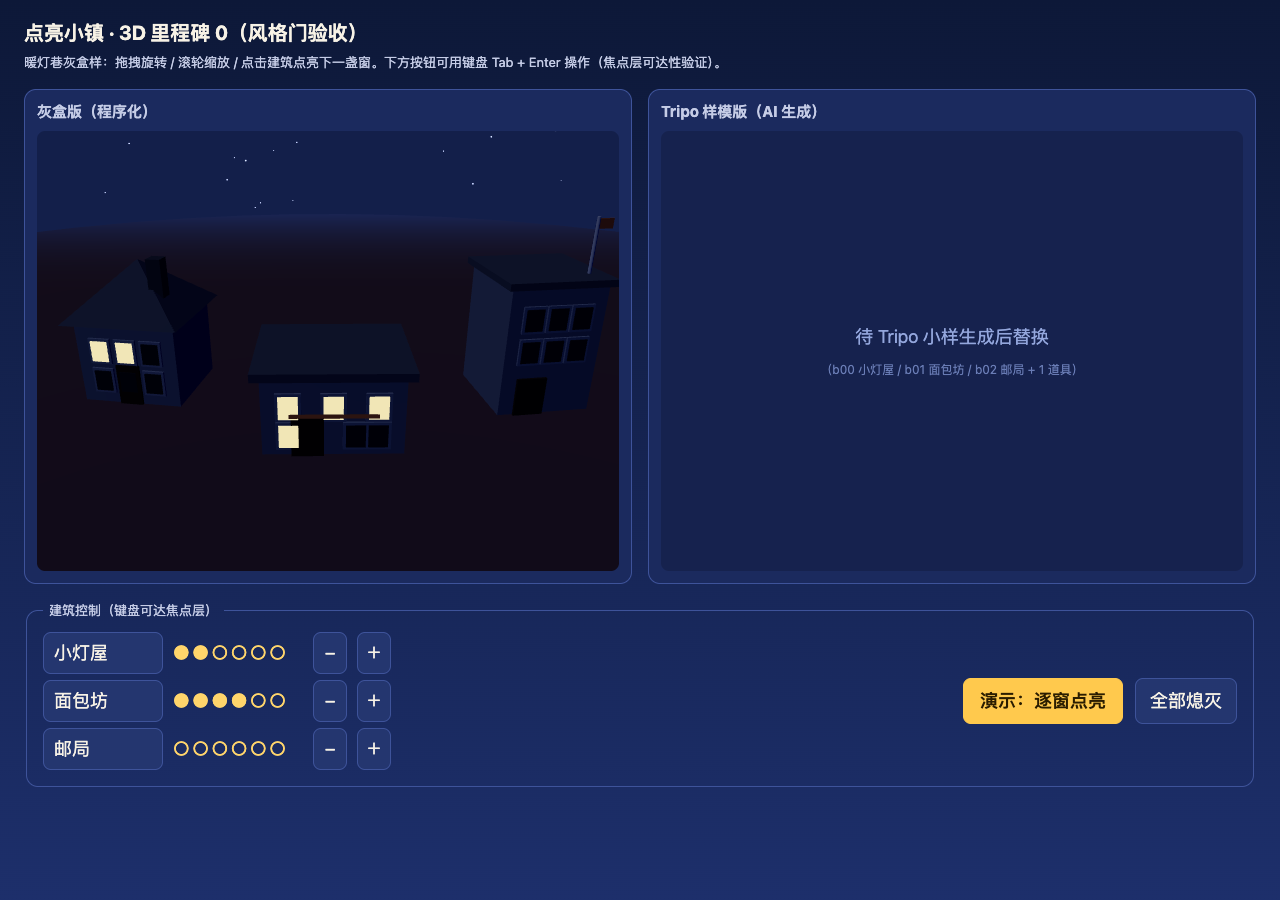 点亮小镇 · 3D 里程碑 0（风格门验收）
暖灯巷灰盒样：拖拽旋转 / 滚轮缩放 / 点击建筑点亮下一盏窗。下方按钮可用键盘 Tab + Enter 操作（焦点层可达性验证）。
灰盒版（程序化）
Tripo 样模版（AI 生成）
待 Tripo 小样生成后替换
（b00 小灯屋 / b01 面包坊 / b02 邮局 + 1 道具）
建筑控制（键盘可达焦点层）
小灯屋 − +
面包坊 − +
邮局 − +
演示：逐窗点亮
全部熄灭